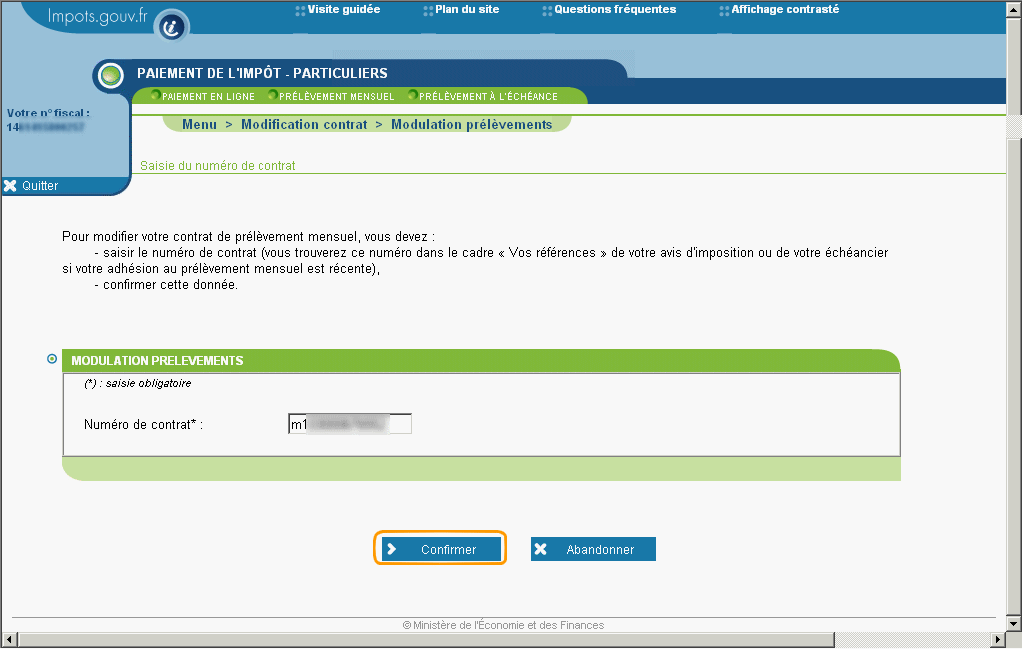 Impots.gouv.fr
Visite guidée
Plan du site
Questions fréquentes
Affichage contrasté
PAIEMENT DE L'IMPÔT - PARTICULIERS
PAIEMENT EN LIGNE PRÉLÈVEMENT MENSUEL PRÉLÈVEMENT À L'ÉCHÉANCE
Votre n° fiscal :
14
Menu > Modification contrat > Modulation prélèvements
Saisie du numéro de contrat
Quitter
Pour modifier votre contrat de prélèvement mensuel, vous devez :
- saisir le numéro de contrat (vous trouverez ce numéro dans le cadre « Vos références » de votre avis d'imposition ou de votre échéancier
si votre adhésion au prélèvement mensuel est récente),
- confirmer cette donnée.
MODULATION PRELEVEMENTS
(*) : saisie obligatoire
Numéro de contrat* : m1
Confirmer
Abandonner
© Ministère de l'Économie et des Finances